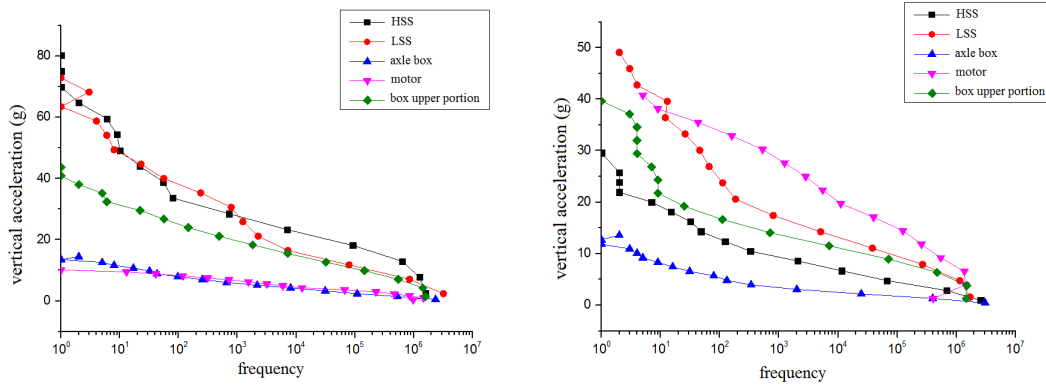 HSS
LSS
axle box
motor
box upper portion
vertical acceleration (g)
80
60
40
20
0
10^0 10^1 10^2 10^3 10^4 10^5 10^6 10^7
frequency
HSS
LSS
axle box
motor
box upper portion
vertical acceleration (g)
50
40
30
20
10
0
10^0 10^1 10^2 10^3 10^4 10^5 10^6 10^7
frequency